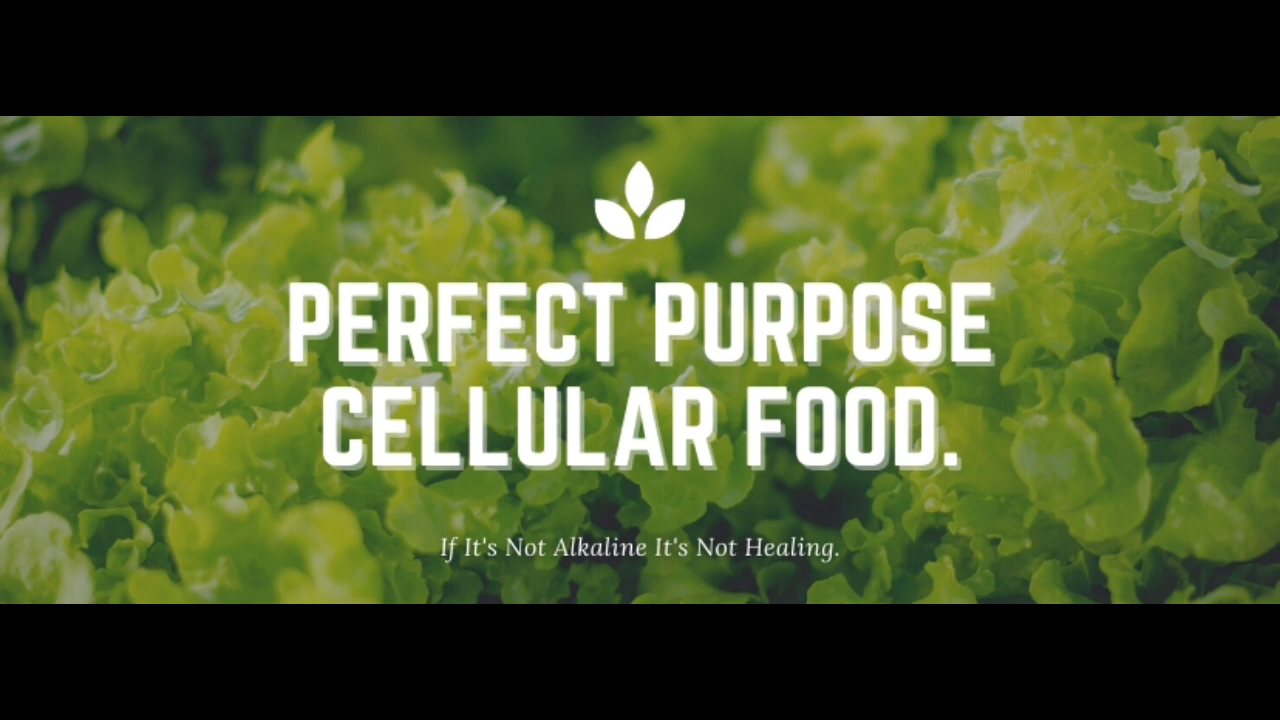 PERFECT PURPOSE
CELLULAR FOOD.
If It's Not Alkaline It's Not Healing.